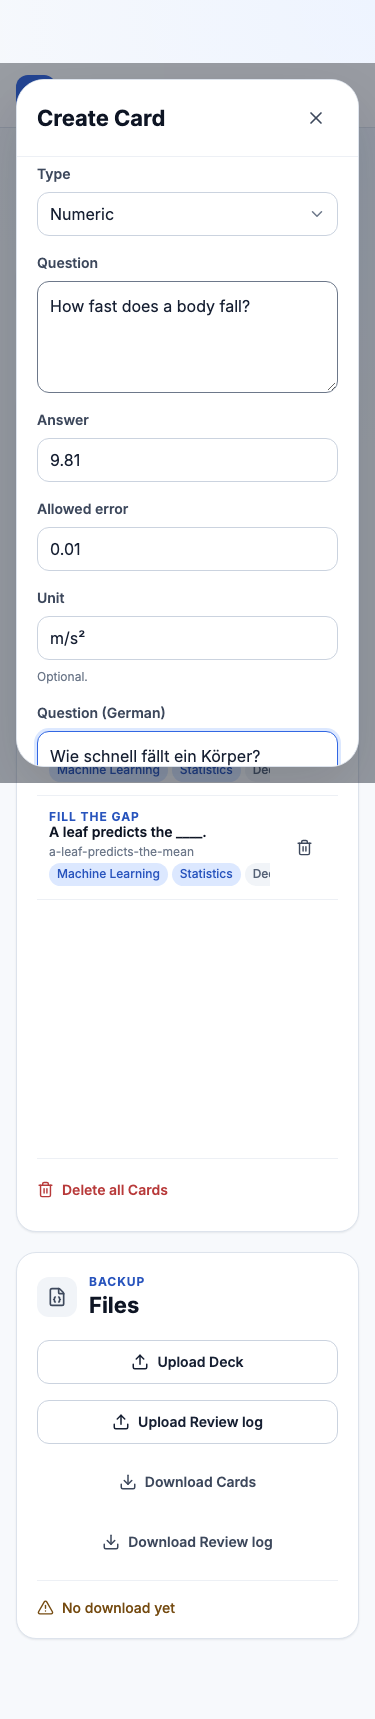 Create Card
Type
Numeric
Question
How fast does a body fall?
Answer
9.81
Allowed error
0.01
Unit
m/s²
Optional.
Question (German)
Wie schnell fällt ein Körper?
Machine Learning Statistics
FILL THE GAP
A leaf predicts the ____.
a-leaf-predicts-the-mean
Machine Learning Statistics
Delete all Cards
BACKUP
Files
Upload Deck
Upload Review log
Download Cards
Download Review log
No download yet